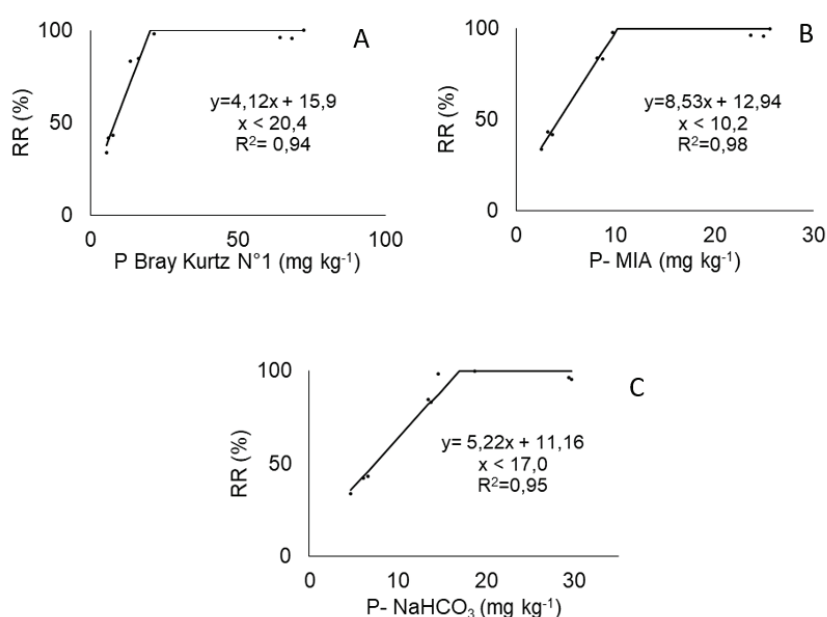 A
100
50
0
RR (%)
y=4,12x + 15,9
x < 20,4
R²= 0,94
0 50 100
P Bray Kurtz N°1 (mg kg⁻¹)
B
100
50
0
RR (%)
y=8,53x + 12,94
x < 10,2
R²=0,98
0 10 20 30
P- MIA (mg kg⁻¹)
C
100
50
0
RR (%)
y= 5,22x + 11,16
x < 17,0
R²=0,95
0 10 20 30
P- NaHCO₃ (mg kg⁻¹)